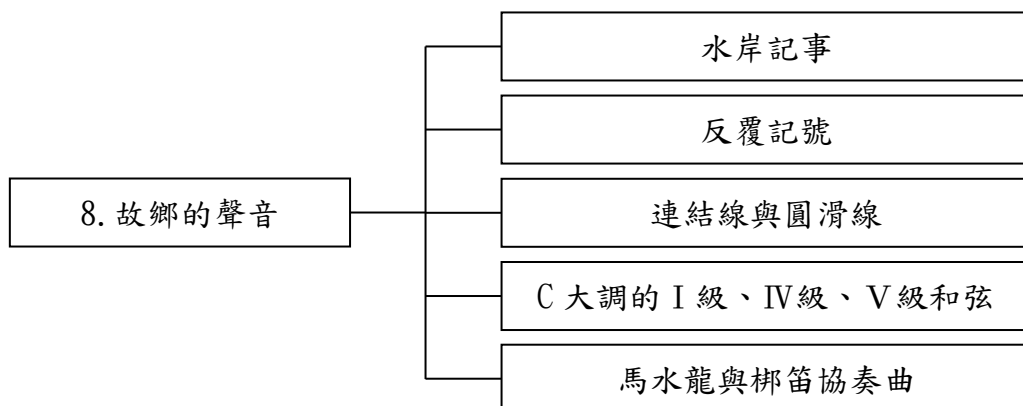 水岸記事
反覆記號
8.故鄉的聲音
連結線與圓滑線
C 大調的Ⅰ級、Ⅳ級、Ⅴ級和弦
馬水龍與梆笛協奏曲